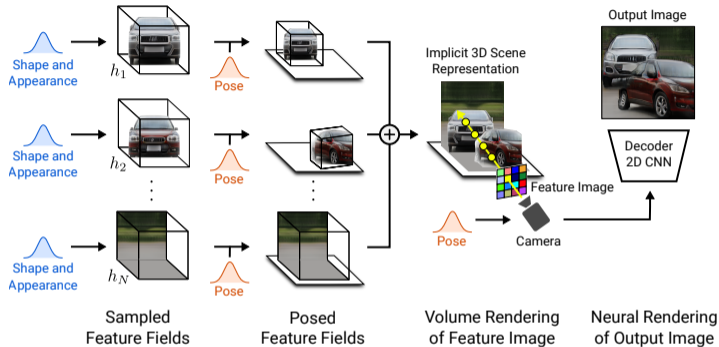 Shape and
Appearance
h1
Pose
Shape and
Appearance
h2
Pose
Shape and
Appearance
hN
Pose
Implicit 3D Scene
Representation
Feature Image
Pose
Camera
Output Image
Decoder
2D CNN
Sampled
Feature Fields
Posed
Feature Fields
Volume Rendering
of Feature Image
Neural Rendering
of Output Image